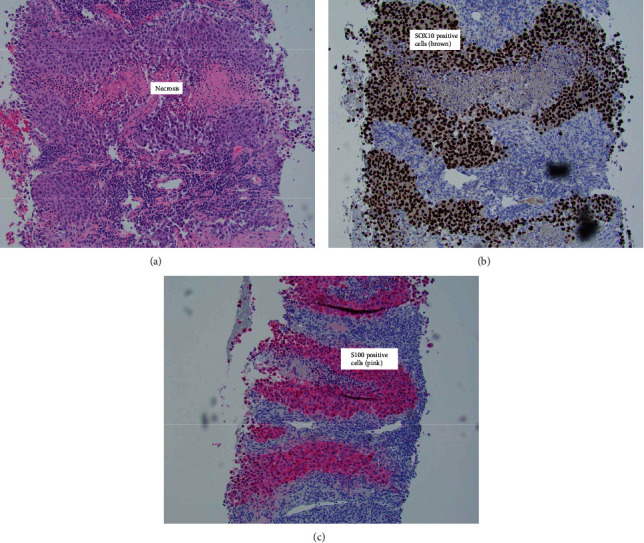 Necrosis
SOX10 positive
cells (brown)
(a)
(b)
S100 positive
cells (pink)
(c)